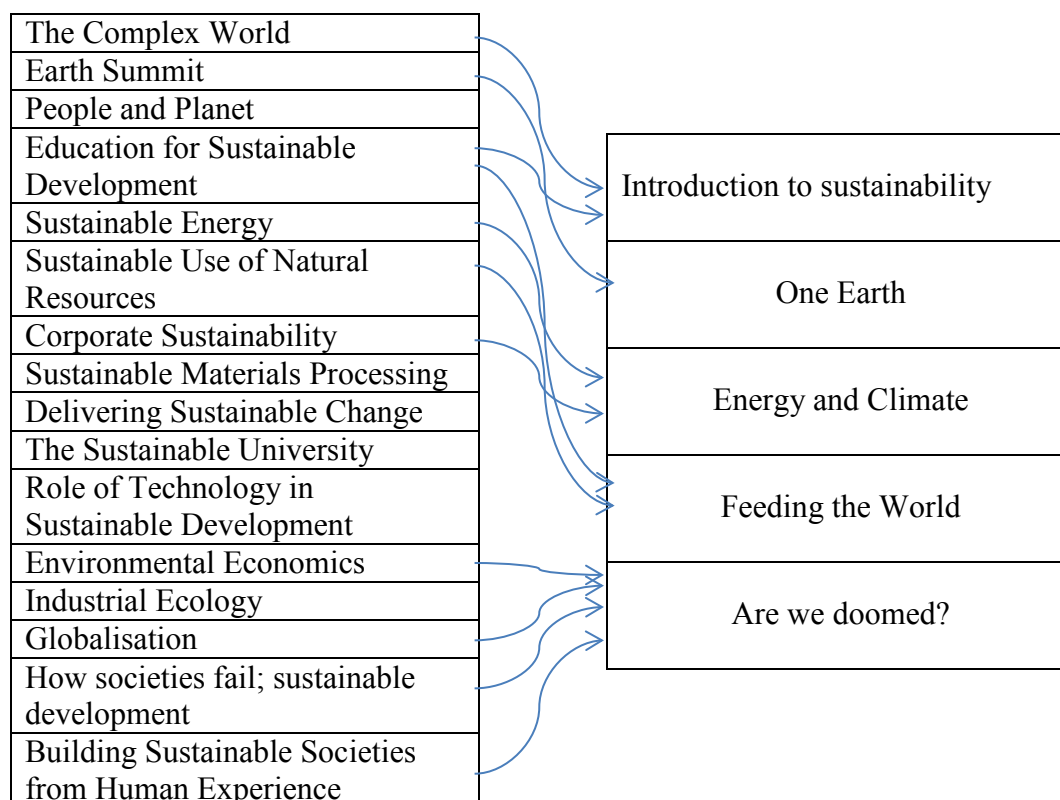 The Complex World
Earth Summit
People and Planet
Education for Sustainable
Development
Sustainable Energy
Sustainable Use of Natural
Resources
Corporate Sustainability
Sustainable Materials Processing
Delivering Sustainable Change
The Sustainable University
Role of Technology in
Sustainable Development
Environmental Economics
Industrial Ecology
Globalisation
How societies fail; sustainable
development
Building Sustainable Societies
from Human Experience
Introduction to sustainability
One Earth
Energy and Climate
Feeding the World
Are we doomed?